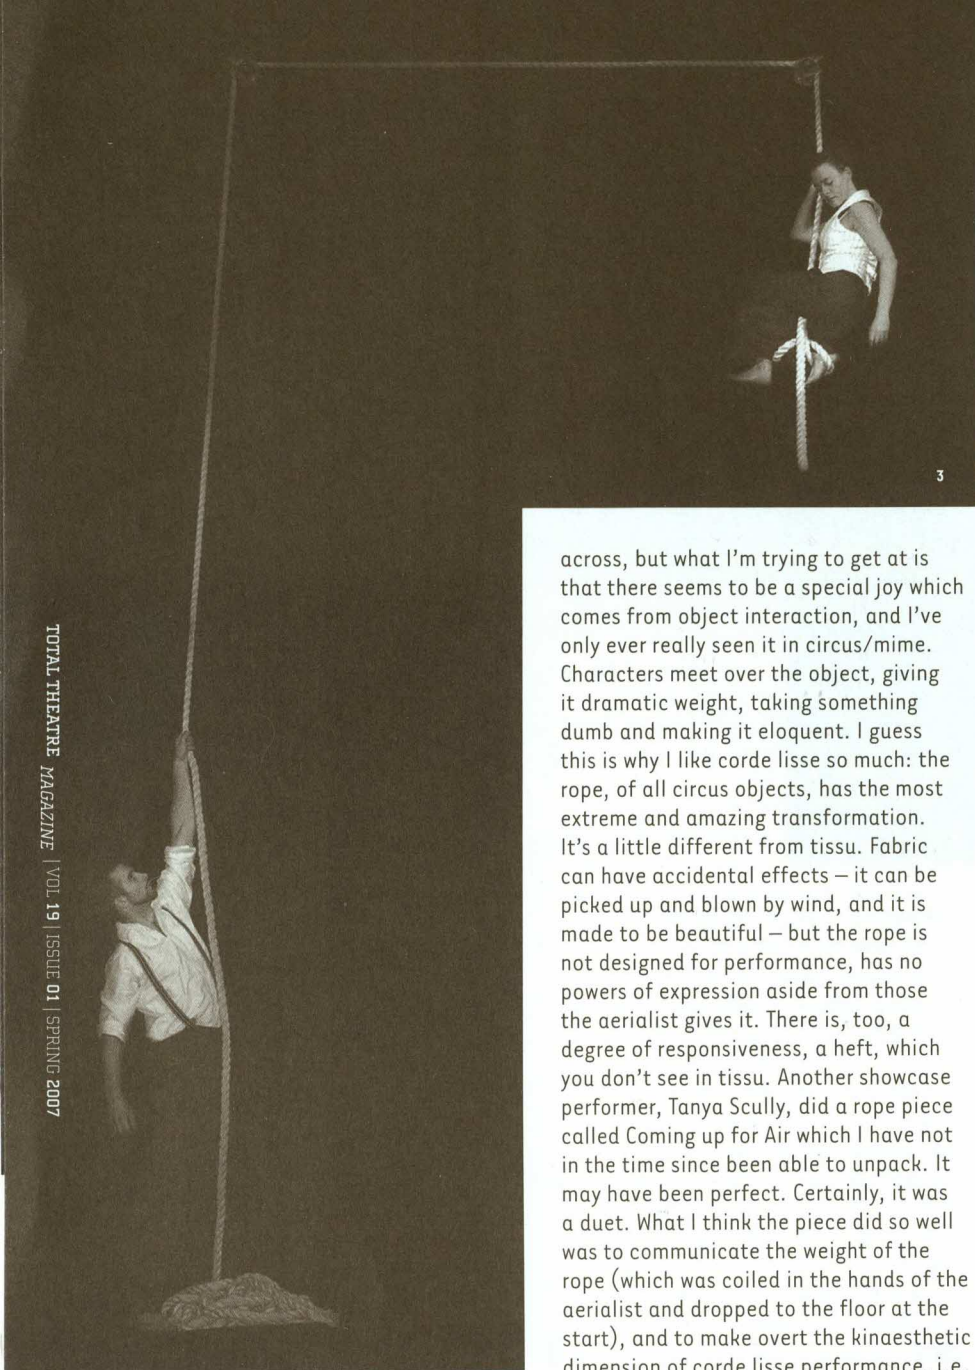 3
across, but what I'm trying to get at is
that there seems to be a special joy which
comes from object interaction, and I've
only ever really seen it in circus/mime.
Characters meet over the object, giving
it dramatic weight, taking something
dumb and making it eloquent. I guess
this is why I like corde lisse so much: the
rope, of all circus objects, has the most
extreme and amazing transformation.
It's a little different from tissu. Fabric
can have accidental effects – it can be
picked up and blown by wind, and it is
made to be beautiful – but the rope is
not designed for performance, has no
powers of expression aside from those
the aerialist gives it. There is, too, a
degree of responsiveness, a heft, which
you don't see in tissu. Another showcase
performer, Tanya Scully, did a rope piece
called Coming up for Air which I have not
in the time since been able to unpack. It
may have been perfect. Certainly, it was
a duet. What I think the piece did so well
was to communicate the weight of the
rope (which was coiled in the hands of the
aerialist and dropped to the floor at the
start), and to make overt the kinaesthetic
dimension of corde lisse performance, i.e.
TOTAL THEATRE MAGAZINE | VOL 19 | ISSUE 01 | SPRING 2007